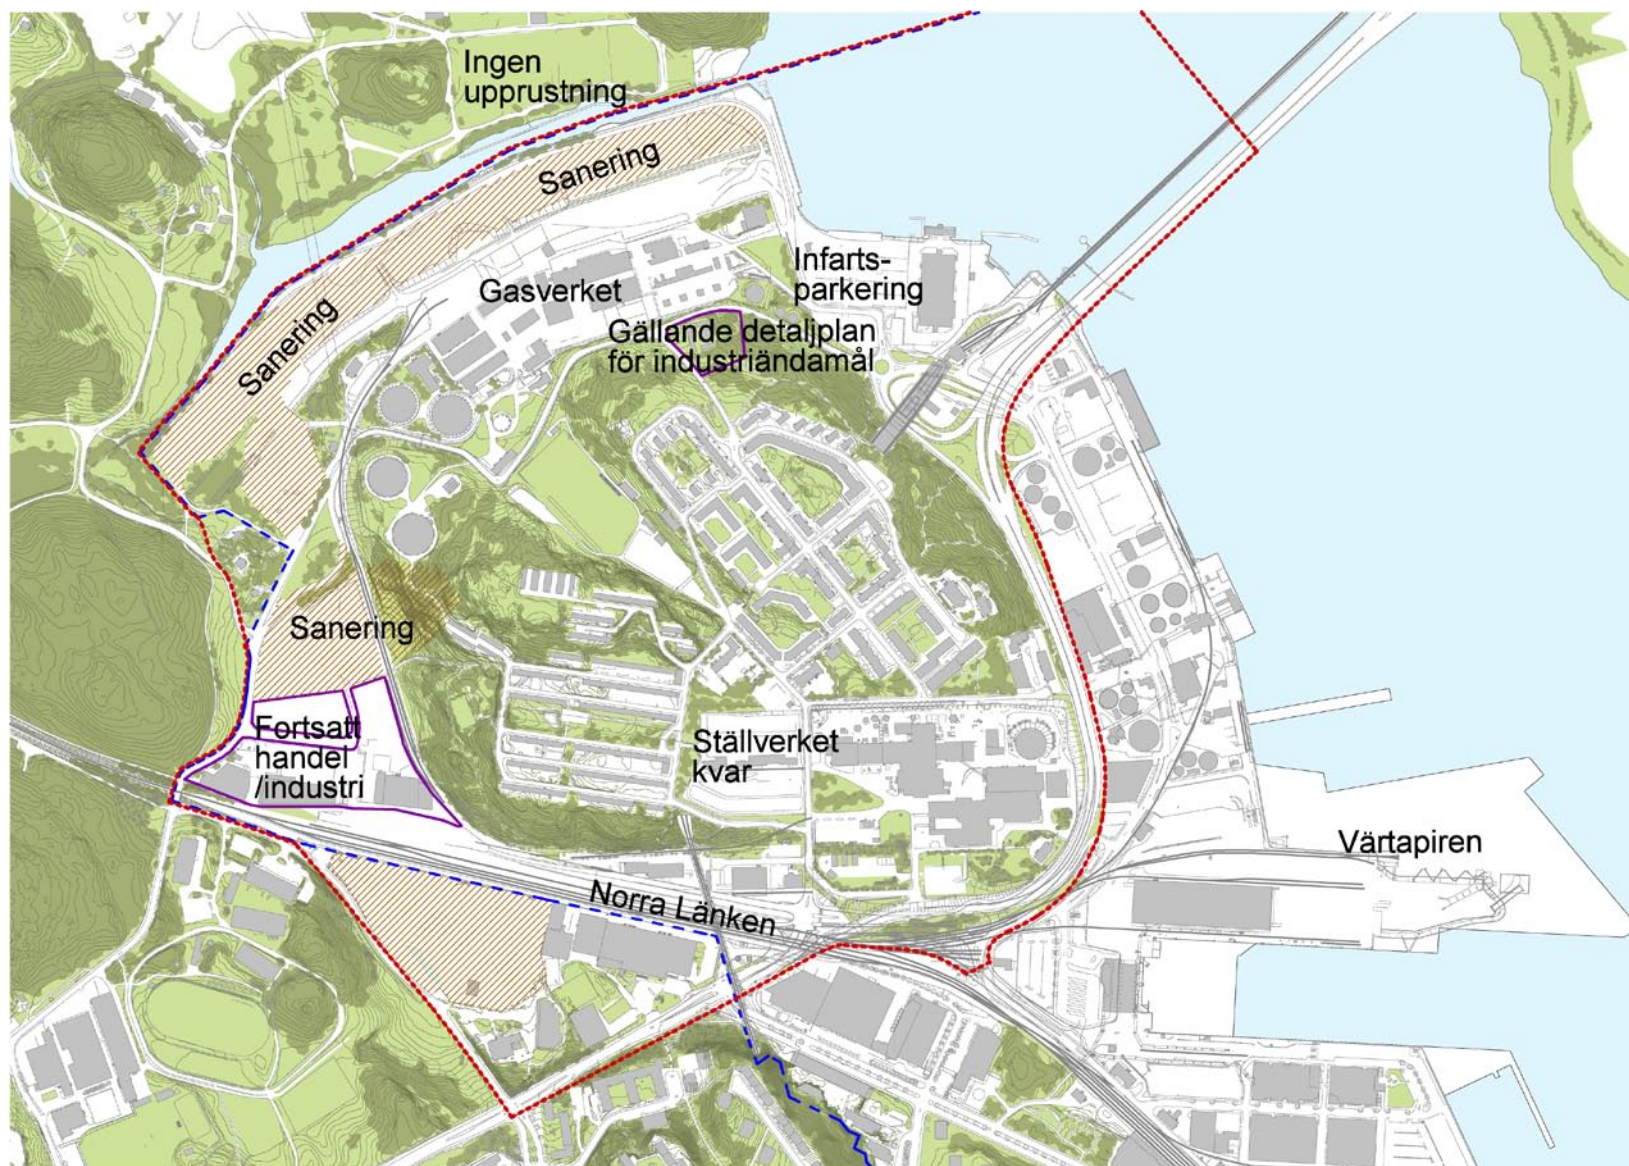 Ingen
upprustning
Sanering
Infarts-
parkering
Gasverket
Sanering
Gällande detaljplan
för industriändamål
Sanering
Fortsatt
handel
/industri
Ställverket
kvar
Värtapiren
Norra Länken